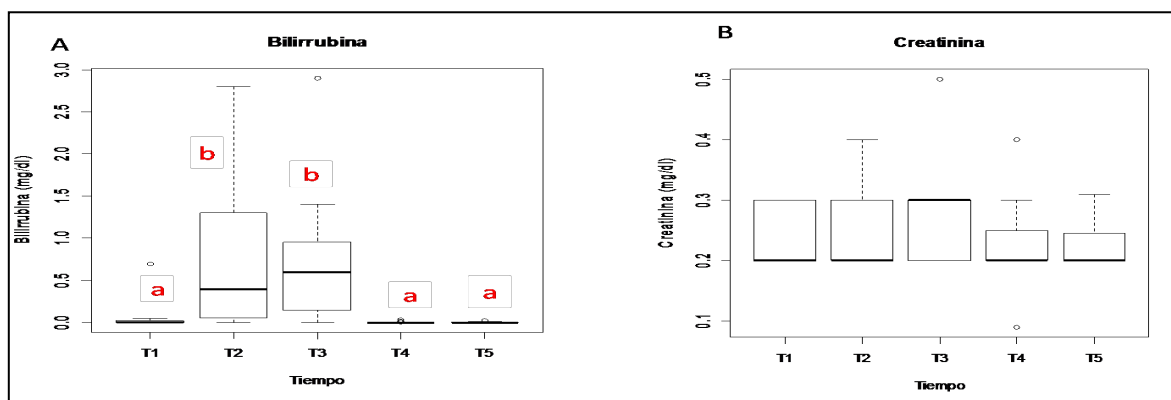 A
Bilirrubina
Bilirrubina (mg/dl)
3.0
2.5
2.0
1.5
1.0
0.5
0.0
b
b
a
a
a
T1 T2 T3 T4 T5
Tiempo
B
Creatinina
Creatinina (mg/dl)
0.5
0.4
0.3
0.2
0.1
T1 T2 T3 T4 T5
Tiempo